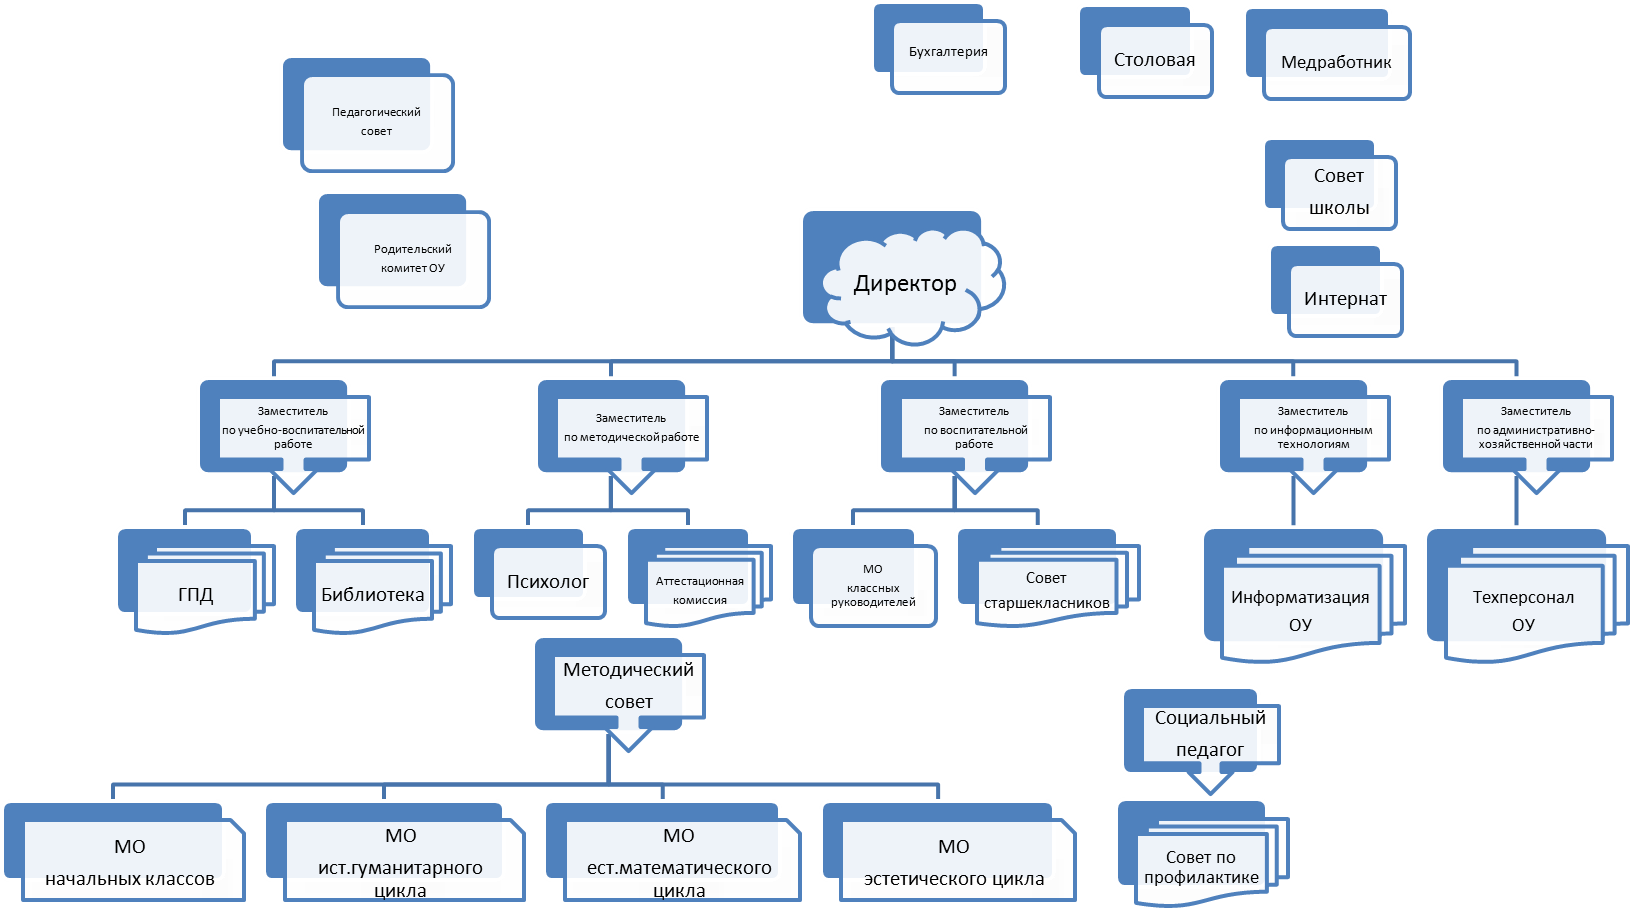 Бухгалтерия
Столовая
Медработник
Педагогический
совет
Совет
школы
Родительский
комитет ОУ
Директор
Интернат
Заместитель
по учебно-воспитательной
работе
Заместитель
по методической работе
Заместитель
по воспитательной
работе
Заместитель
по информационным
технологиям
Заместитель
по административно-
хозяйственной части
ГПД
Библиотека
Психолог
Аттестационная
комиссия
МО
классных
руководителей
Совет
старшекласников
Информатизация
ОУ
Техперсонал
ОУ
Методический
совет
Социальный
педагог
МО
начальных классов
МО
ист.гуманитарного
цикла
МО
ест.математического
цикла
МО
эстетического цикла
Совет по
профилактике